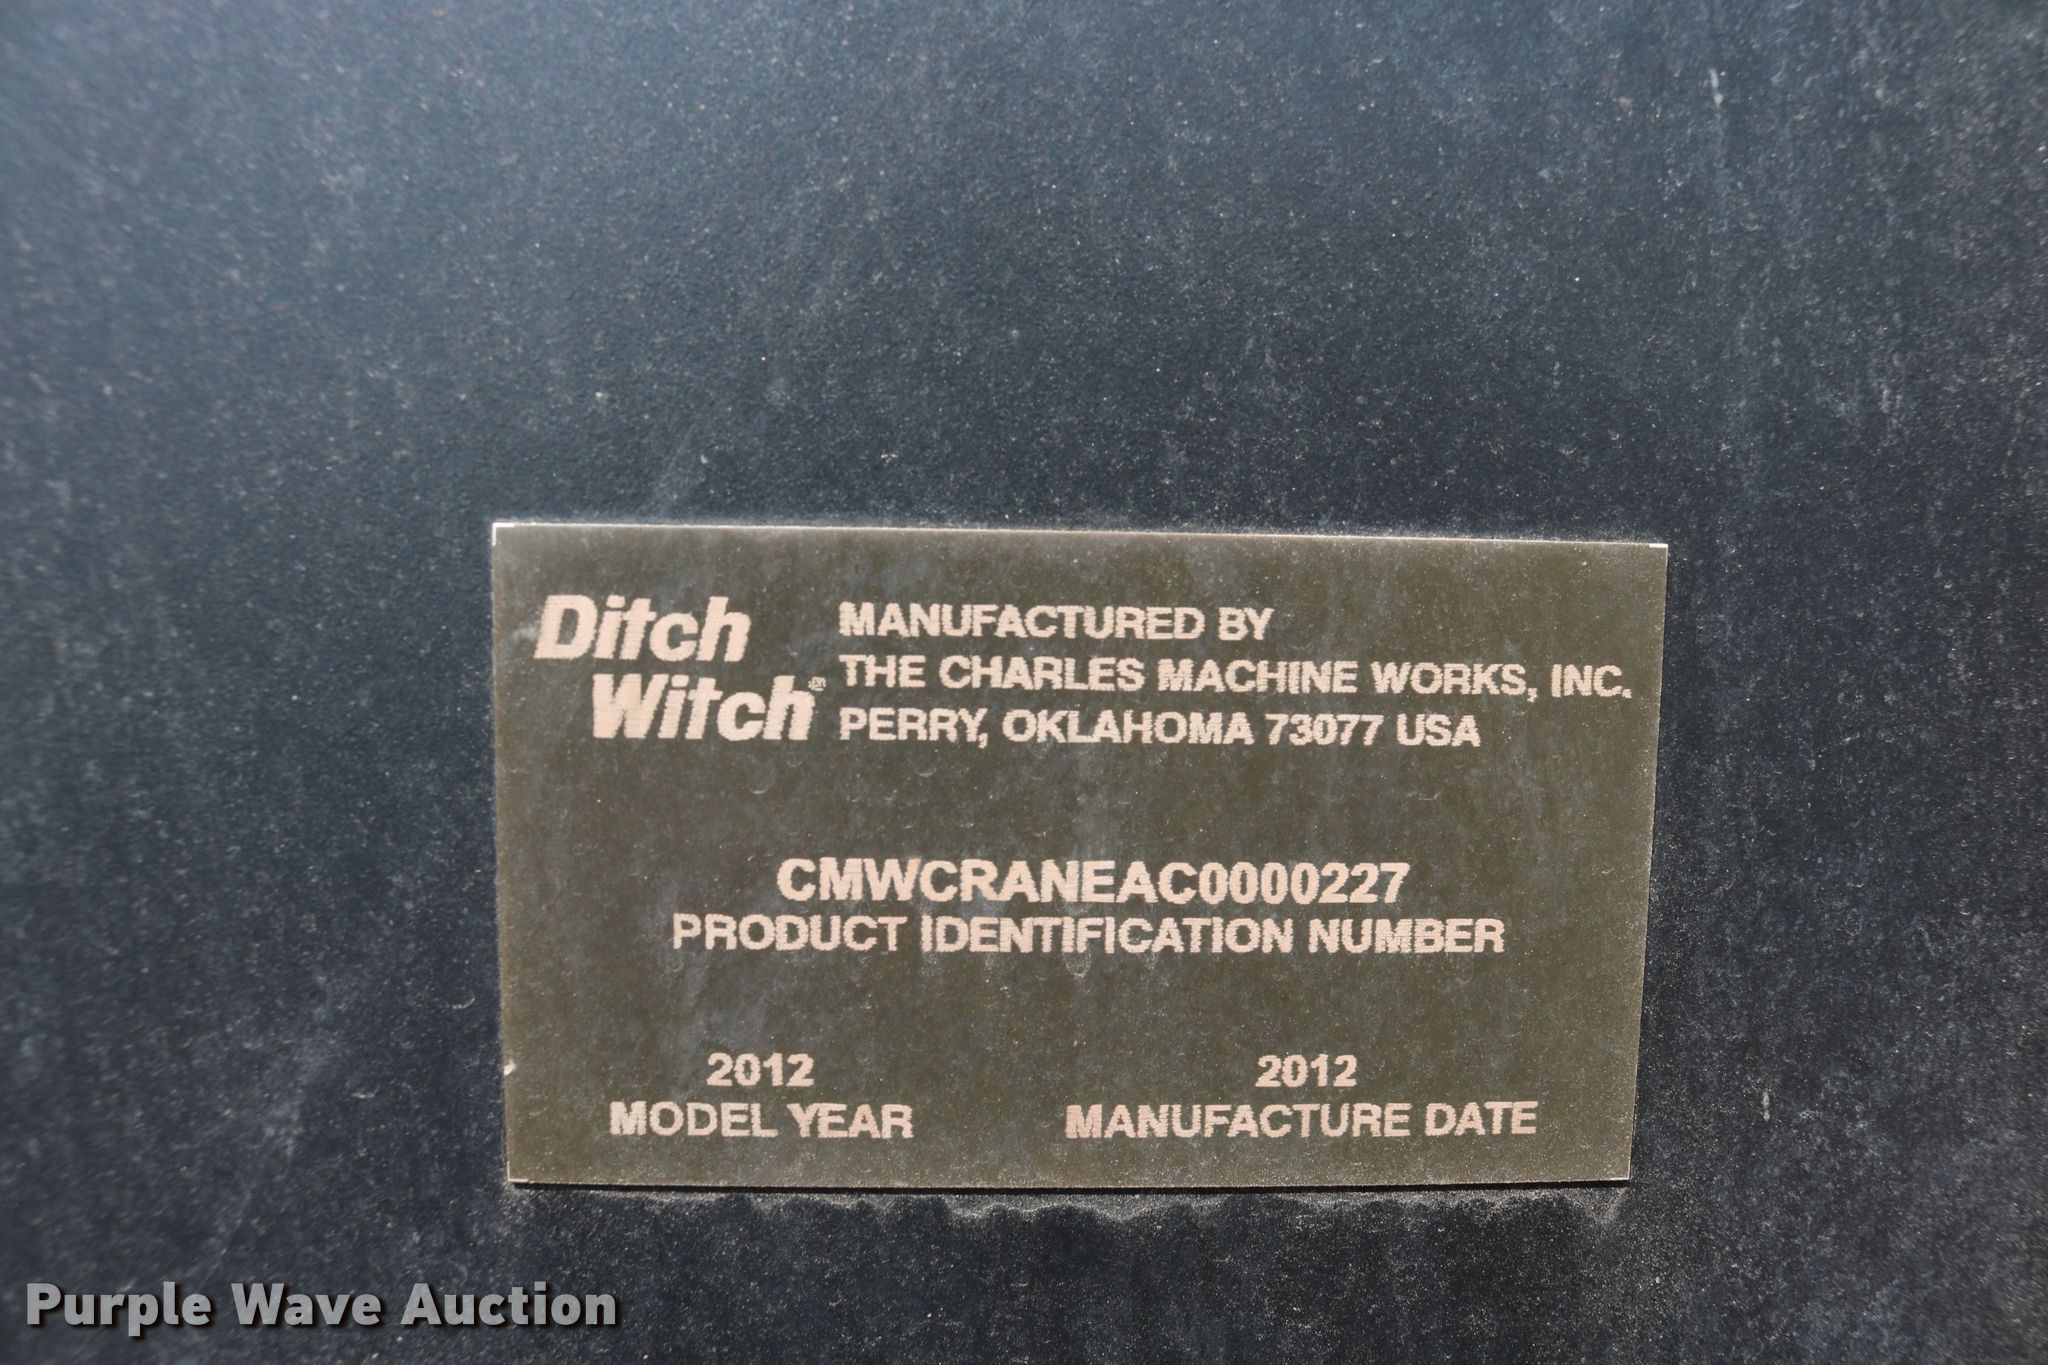 Ditch
Witch®
MANUFACTURED BY
THE CHARLES MACHINE WORKS, INC.
PERRY, OKLAHOMA 73077 USA
CMWCRANEAC0000227
PRODUCT IDENTIFICATION NUMBER
2012
MODEL YEAR
2012
MANUFACTURE DATE
Purple Wave Auction